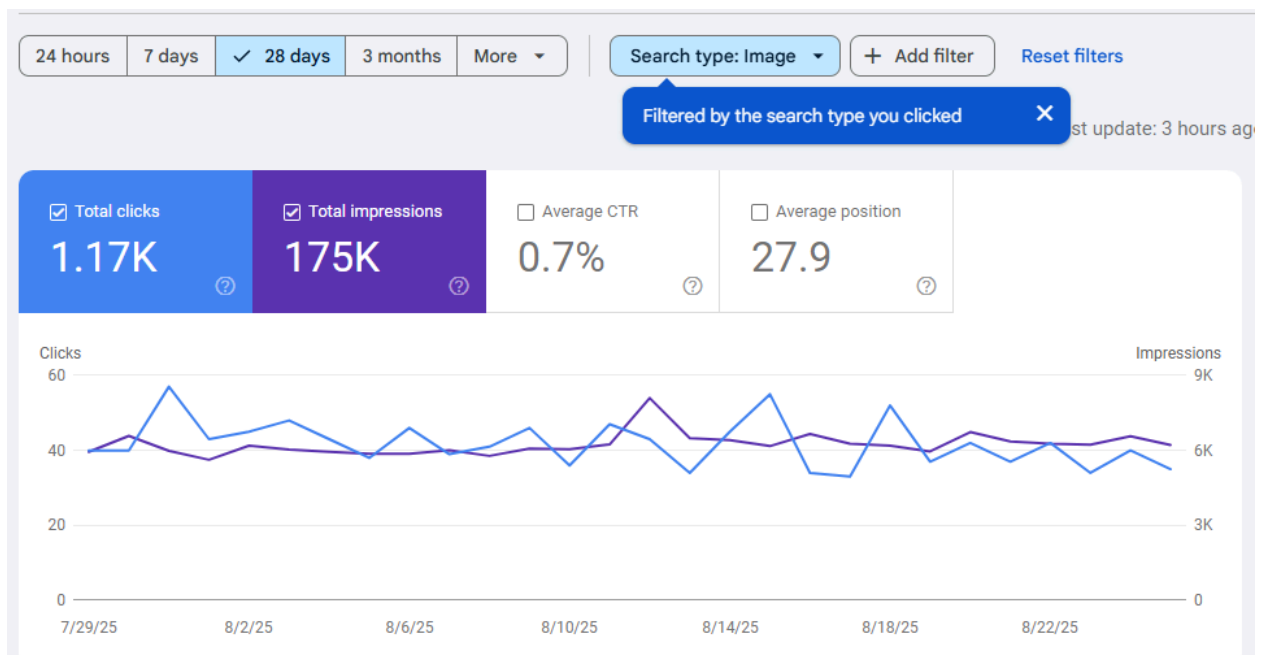 24 hours 7 days 28 days 3 months More Search type: Image + Add filter Reset filters
Filtered by the search type you clicked
update: 3 hours
Total clicks Total impressions Average CTR Average position
1.17K 175K 0.7% 27.9
Clicks Impressions
60 9K
40 6K
20 3K
0 0
7/29/25 8/2/25 8/6/25 8/10/25 8/14/25 8/18/25 8/22/25